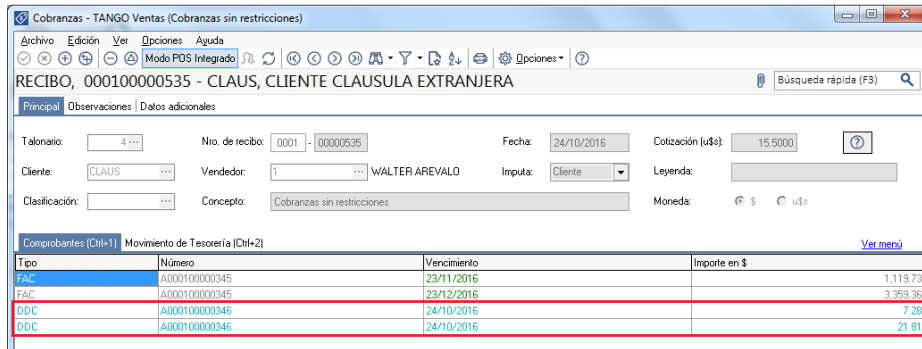 Cobranzas - TANGO Ventas (Cobranzas sin restricciones)
Archivo Edición Ver Opciones Ayuda
Modo POS Integrado Opciones
RECIBO, 000100000535 - CLAUS, CLIENTE CLAUSULA EXTRANJERA Búsqueda rápida (F3)
Principal Observaciones Datos adicionales
Talonario: 4 Nro. de recibo: 0001 - 00000535 Fecha: 24/10/2016 Cotización (u$s): 15.5000
Cliente: CLAUS Vendedor: 1 WALTER AREVALO Imputa: Cliente Leyenda:
Clasificación: Concepto: Cobranzas sin restricciones Moneda: $ u$s
Comprobantes (Ctrl+1) Movimiento de Tesorería (Ctrl+2) Ver menú
Tipo Número Vencimiento Importe en $
FAC A000100000345 23/11/2016 1,119.73
FAC A000100000345 23/12/2016 3,359.36
DDC A000100000346 24/10/2016 7.28
DDC A000100000346 24/10/2016 21.81